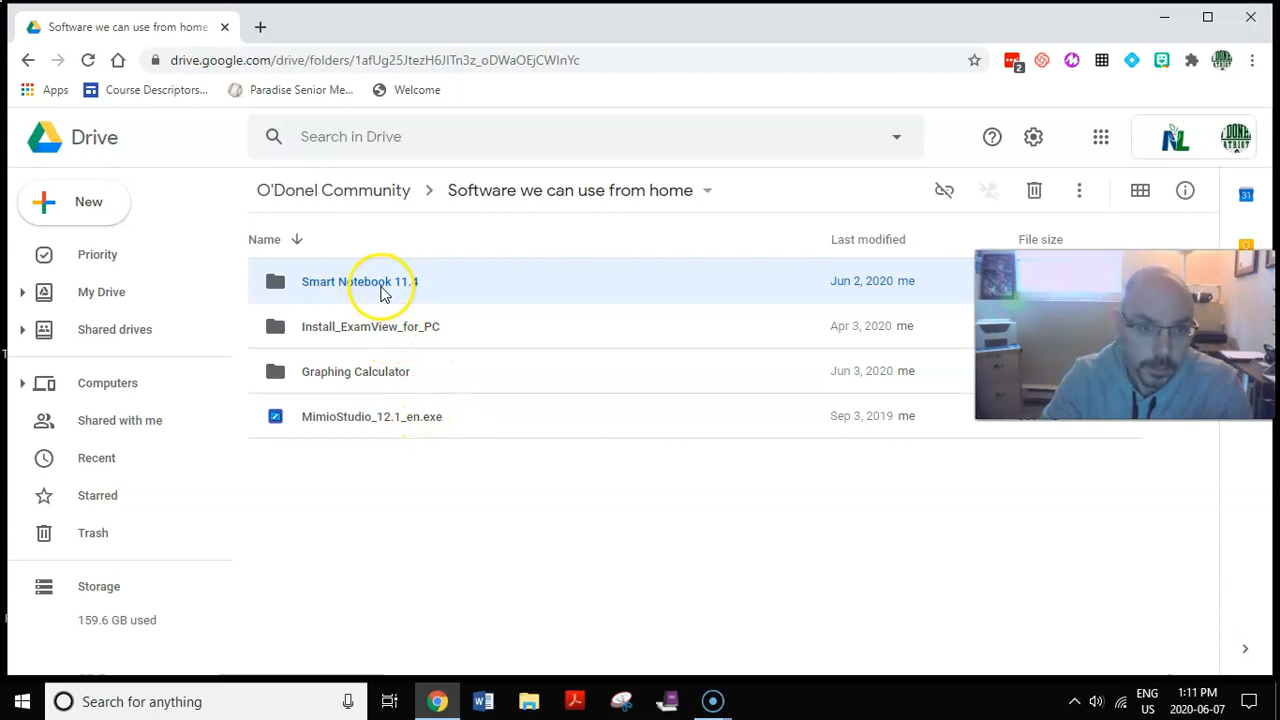 Software we can use from home
drive.google.com/drive/folders/1afUg25JtezH6JITn3z_oDWaOEjCWlnYc
2
Apps
Course Descriptors...
Paradise Senior Me...
Welcome
Drive
Search in Drive
New
O'Donel Community
Software we can use from home
31
Name
Last modified
File size
Priority
Smart Notebook 11.4
Jun 2, 2020 me
My Drive
Install_ExamView_for_PC
Apr 3, 2020 me
Shared drives
Graphing Calculator
Jun 3, 2020 me
Computers
MimioStudio_12.1_en.exe
Sep 3, 2019 me
Shared with me
Recent
Starred
Trash
Storage
159.6 GB used
Search for anything
ENG
US
1:11 PM
2020-06-07